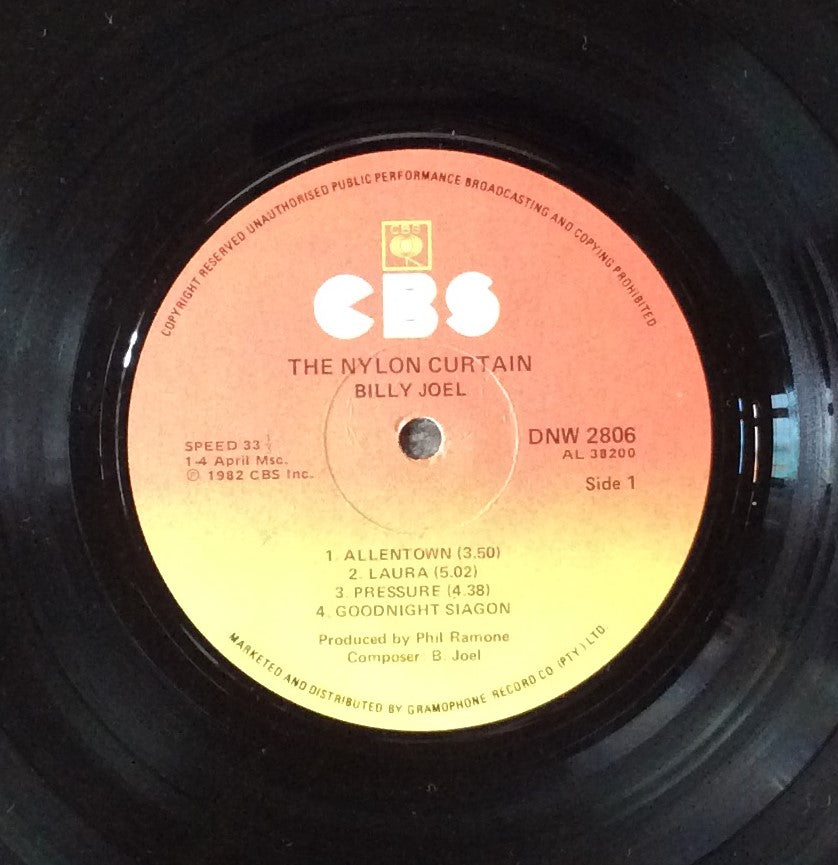 COPYRIGHT RESERVED UNAUTHORISED PUBLIC PERFORMANCE BROADCASTING AND COPYING PROHIBITED
CBS
CBS
THE NYLON CURTAIN
BILLY JOEL
SPEED 33 1/3
1-4 April Msc.
℗ 1982 CBS Inc.
DNW 2806
AL 38200
Side 1
1. ALLENTOWN (3.50)
2. LAURA (5.02)
3. PRESSURE (4.38)
4. GOODNIGHT SIAGON
Produced by Phil Ramone
Composer: B. Joel
MARKETED AND DISTRIBUTED BY GRAMOPHONE RECORD CO (PTY.) LTD.